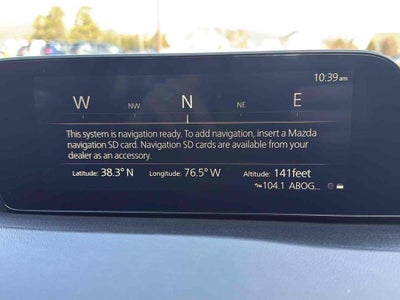 10:39am
W NW N NE E
This system is navigation ready. To add navigation, insert a Mazda
navigation SD card. Navigation SD cards are available from your
dealer as an accessory.
Latitude: 38.3° N Longitude: 76.5° W Altitude: 141feet
104.1 ABOG...